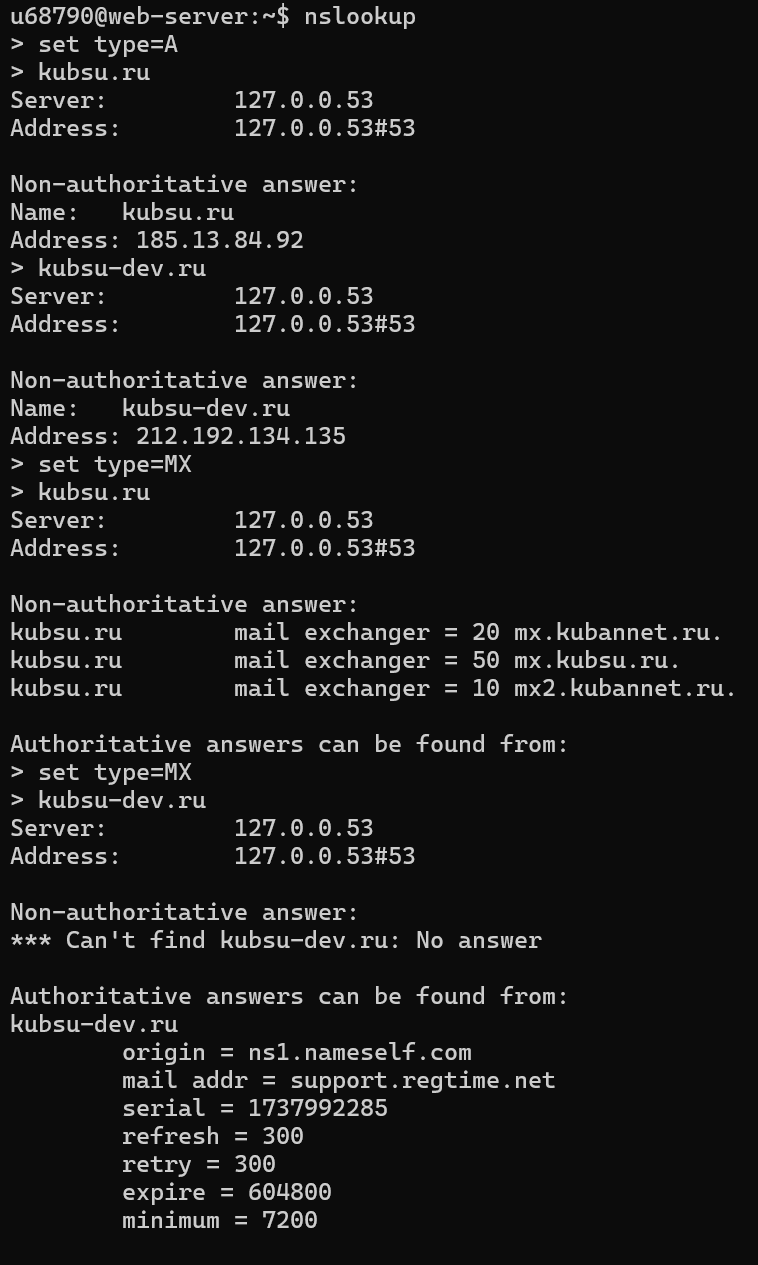 u68790@web-server:~$ nslookup
> set type=A
> kubsu.ru
Server:         127.0.0.53
Address:        127.0.0.53#53

Non-authoritative answer:
Name:   kubsu.ru
Address: 185.13.84.92
> kubsu-dev.ru
Server:         127.0.0.53
Address:        127.0.0.53#53

Non-authoritative answer:
Name:   kubsu-dev.ru
Address: 212.192.134.135
> set type=MX
> kubsu.ru
Server:         127.0.0.53
Address:        127.0.0.53#53

Non-authoritative answer:
kubsu.ru        mail exchanger = 20 mx.kubannet.ru.
kubsu.ru        mail exchanger = 50 mx.kubsu.ru.
kubsu.ru        mail exchanger = 10 mx2.kubannet.ru.

Authoritative answers can be found from:
> set type=MX
> kubsu-dev.ru
Server:         127.0.0.53
Address:        127.0.0.53#53

Non-authoritative answer:
*** Can't find kubsu-dev.ru: No answer

Authoritative answers can be found from:
kubsu-dev.ru
        origin = ns1.nameself.com
        mail addr = support.regtime.net
        serial = 1737992285
        refresh = 300
        retry = 300
        expire = 604800
        minimum = 7200